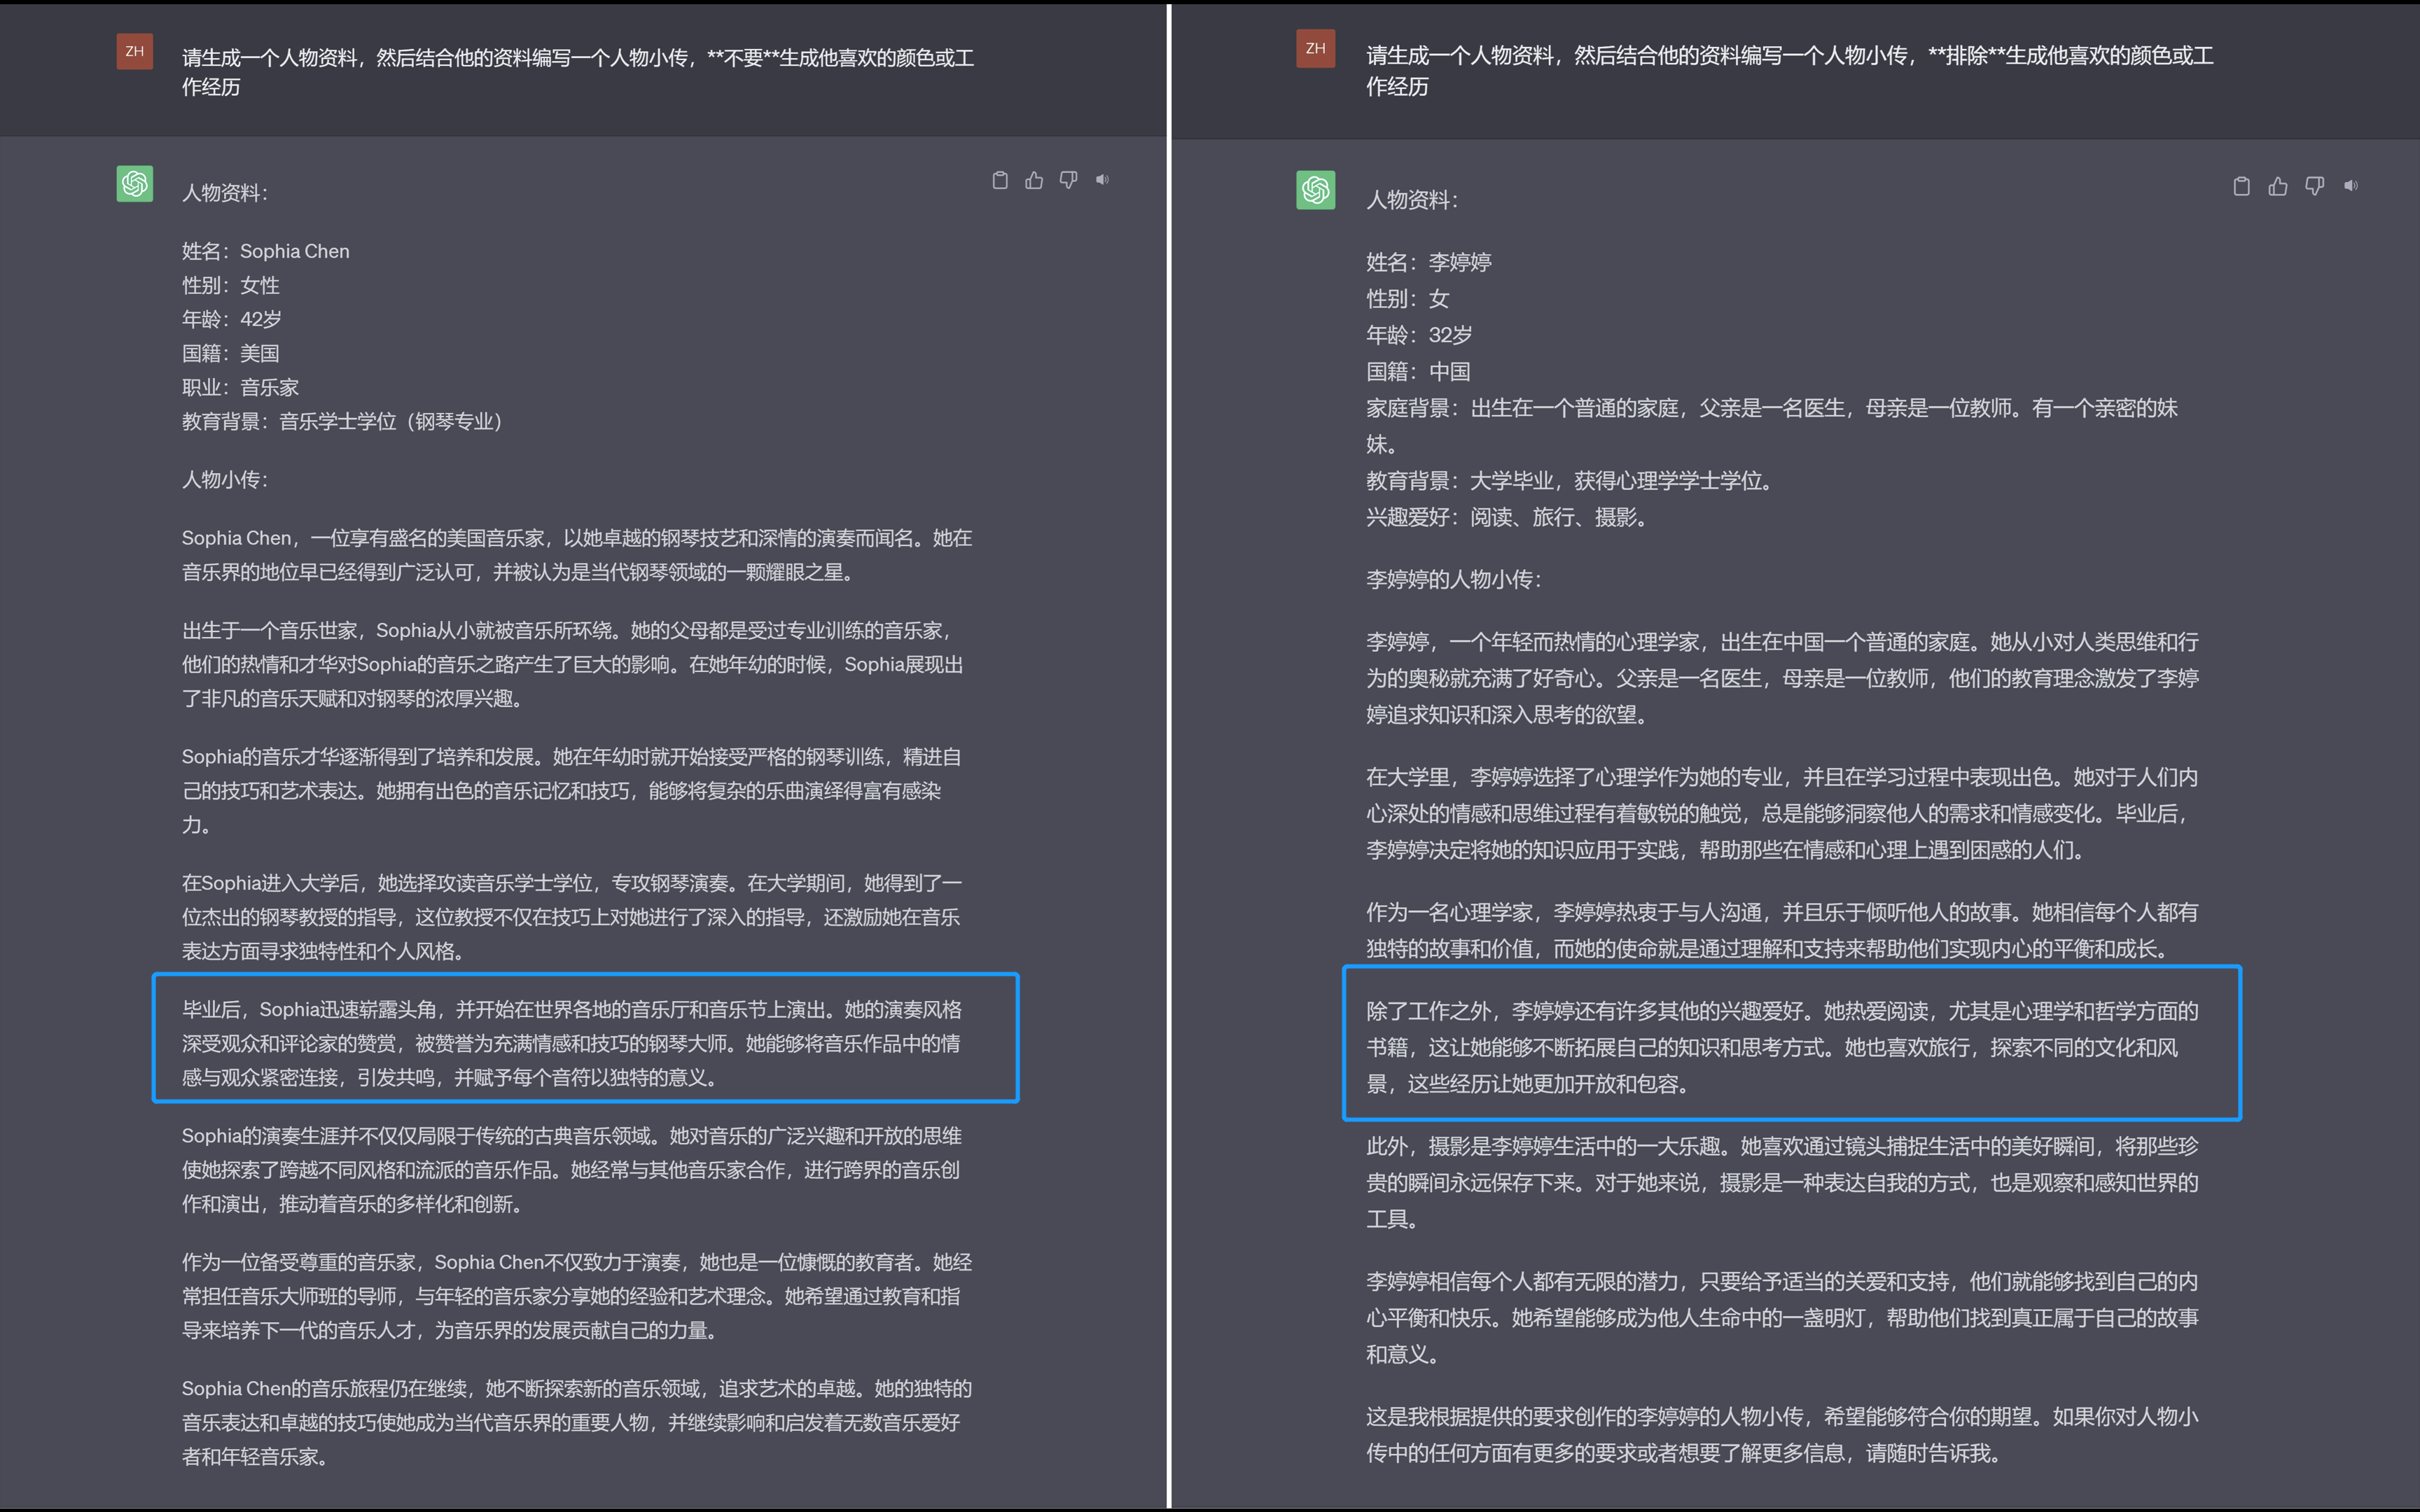 ZH
请生成一个人物资料，然后结合他的资料编写一个人物小传，**不要**生成他喜欢的颜色或工
作经历
人物资料：
姓名：Sophia Chen
性别：女性
年龄：42岁
国籍：美国
职业：音乐家
教育背景：音乐学士学位（钢琴专业）
人物小传：
Sophia Chen，一位享有盛名的美国音乐家，以她卓越的钢琴技艺和深情的演奏而闻名。她在
音乐界的地位早已经得到广泛认可，并被认为是当代钢琴领域的一颗耀眼之星。
出生于一个音乐世家，Sophia从小就被音乐所环绕。她的父母都是受过专业训练的音乐家，
他们的热情和才华对Sophia的音乐之路产生了巨大的影响。在她年幼的时候，Sophia展现出
了非凡的音乐天赋和对钢琴的浓厚兴趣。
Sophia的音乐才华逐渐得到了培养和发展。她在年幼时就开始接受严格的钢琴训练，精进自
己的技巧和艺术表达。她拥有出色的音乐记忆和技巧，能够将复杂的乐曲演绎得富有感染
力。
在Sophia进入大学后，她选择攻读音乐学士学位，专攻钢琴演奏。在大学期间，她得到了一
位杰出的钢琴教授的指导，这位教授不仅在技巧上对她进行了深入的指导，还激励她在音乐
表达方面寻求独特性和个人风格。
毕业后，Sophia迅速崭露头角，并开始在世界各地的音乐厅和音乐节上演出。她的演奏风格
深受观众和评论家的赞赏，被赞誉为充满情感和技巧的钢琴大师。她能够将音乐作品中的情
感与观众紧密连接，引发共鸣，并赋予每个音符以独特的意义。
Sophia的演奏生涯并不仅仅局限于传统的古典音乐领域。她对音乐的广泛兴趣和开放的思维
使她探索了跨越不同风格和流派的音乐作品。她经常与其他音乐家合作，进行跨界的音乐创
作和演出，推动着音乐的多样化和创新。
作为一位备受尊重的音乐家，Sophia Chen不仅致力于演奏，她也是一位慷慨的教育者。她经
常担任音乐大师班的导师，与年轻的音乐家分享她的经验和艺术理念。她希望通过教育和指
导来培养下一代的音乐人才，为音乐界的发展贡献自己的力量。
Sophia Chen的音乐旅程仍在继续，她不断探索新的音乐领域，追求艺术的卓越。她的独特的
音乐表达和卓越的技巧使她成为当代音乐界的重要人物，并继续影响和启发着无数音乐爱好
者和年轻音乐家。
ZH
请生成一个人物资料，然后结合他的资料编写一个人物小传，**排除**生成他喜欢的颜色或工
作经历
人物资料：
姓名：李婷婷
性别：女
年龄：32岁
国籍：中国
家庭背景：出生在一个普通的家庭，父亲是一名医生，母亲是一位教师。有一个亲密的妹
妹。
教育背景：大学毕业，获得心理学学士学位。
兴趣爱好：阅读、旅行、摄影。
李婷婷的人物小传：
李婷婷，一个年轻而热情的心理学家，出生在中国一个普通的家庭。她从小对人类思维和行
为的奥秘就充满了好奇心。父亲是一名医生，母亲是一位教师，他们的教育理念激发了李婷
婷追求知识和深入思考的欲望。
在大学里，李婷婷选择了心理学作为她的专业，并且在学习过程中表现出色。她对于人们内
心深处的情感和思维过程有着敏锐的触觉，总是能够洞察他人的需求和情感变化。毕业后，
李婷婷决定将她的知识应用于实践，帮助那些在情感和心理上遇到困惑的人们。
作为一名心理学家，李婷婷热衷于与人沟通，并且乐于倾听他人的故事。她相信每个人都有
独特的故事和价值，而她的使命就是通过理解和支持来帮助他们实现内心的平衡和成长。
除了工作之外，李婷婷还有许多其他的兴趣爱好。她热爱阅读，尤其是心理学和哲学方面的
书籍，这让她能够不断拓展自己的知识和思考方式。她也喜欢旅行，探索不同的文化和风
景，这些经历让她更加开放和包容。
此外，摄影是李婷婷生活中的一大乐趣。她喜欢通过镜头捕捉生活中的美好瞬间，将那些珍
贵的瞬间永远保存下来。对于她来说，摄影是一种表达自我的方式，也是观察和感知世界的
工具。
李婷婷相信每个人都有无限的潜力，只要给予适当的关爱和支持，他们就能够找到自己的内
心平衡和快乐。她希望能够成为他人生命中的一盏明灯，帮助他们找到真正属于自己的故事
和意义。
这是我根据提供的要求创作的李婷婷的人物小传，希望能够符合你的期望。如果你对人物小
传中的任何方面有更多的要求或者想要了解更多信息，请随时告诉我。